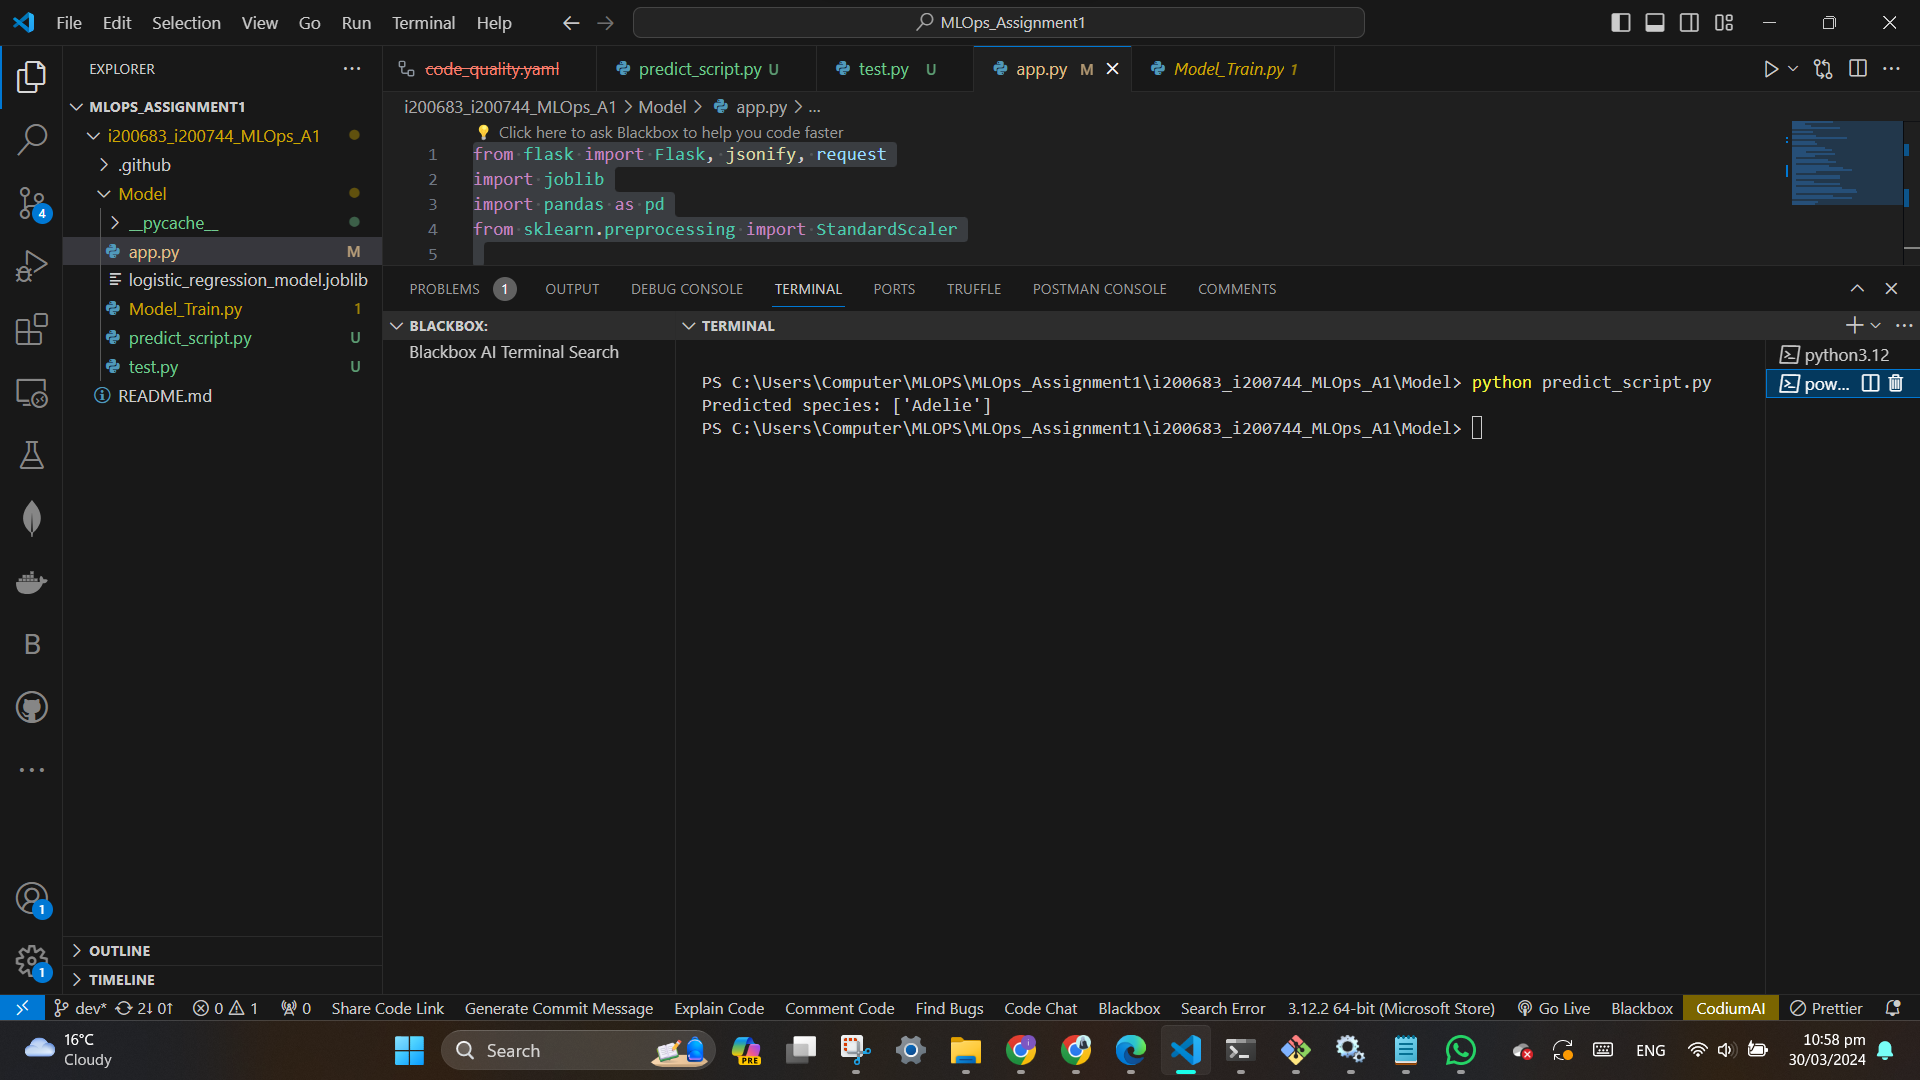 File Edit Selection View Go Run Terminal Help
MLOps_Assignment1
EXPLORER
MLOPS_ASSIGNMENT1
i200683_i200744_MLOps_A1
.github
Model
__pycache__
app.py M
logistic_regression_model.joblib
Model_Train.py 1
predict_script.py U
test.py U
README.md
OUTLINE
TIMELINE
code_quality.yaml
predict_script.py U
test.py U
app.py M
Model_Train.py 1
i200683_i200744_MLOps_A1 > Model > app.py > ...
Click here to ask Blackbox to help you code faster
1 from flask import Flask, jsonify, request
2 import joblib
3 import pandas as pd
4 from sklearn.preprocessing import StandardScaler
5
PROBLEMS 1 OUTPUT DEBUG CONSOLE TERMINAL PORTS TRUFFLE POSTMAN CONSOLE COMMENTS
BLACKBOX:
Blackbox AI Terminal Search
TERMINAL
PS C:\Users\Computer\MLOPS\MLOps_Assignment1\i200683_i200744_MLOps_A1\Model> python predict_script.py
Predicted species: ['Adelie']
PS C:\Users\Computer\MLOPS\MLOps_Assignment1\i200683_i200744_MLOps_A1\Model>
python3.12
pow...
4
B
1
1
dev* 2↓ 0↑ 0 1 0 Share Code Link Generate Commit Message Explain Code Comment Code Find Bugs Code Chat Blackbox Search Error 3.12.2 64-bit (Microsoft Store) Go Live Blackbox CodiumAI Prettier
16°C
Cloudy
Search
PRE
ENG
10:58 pm
30/03/2024